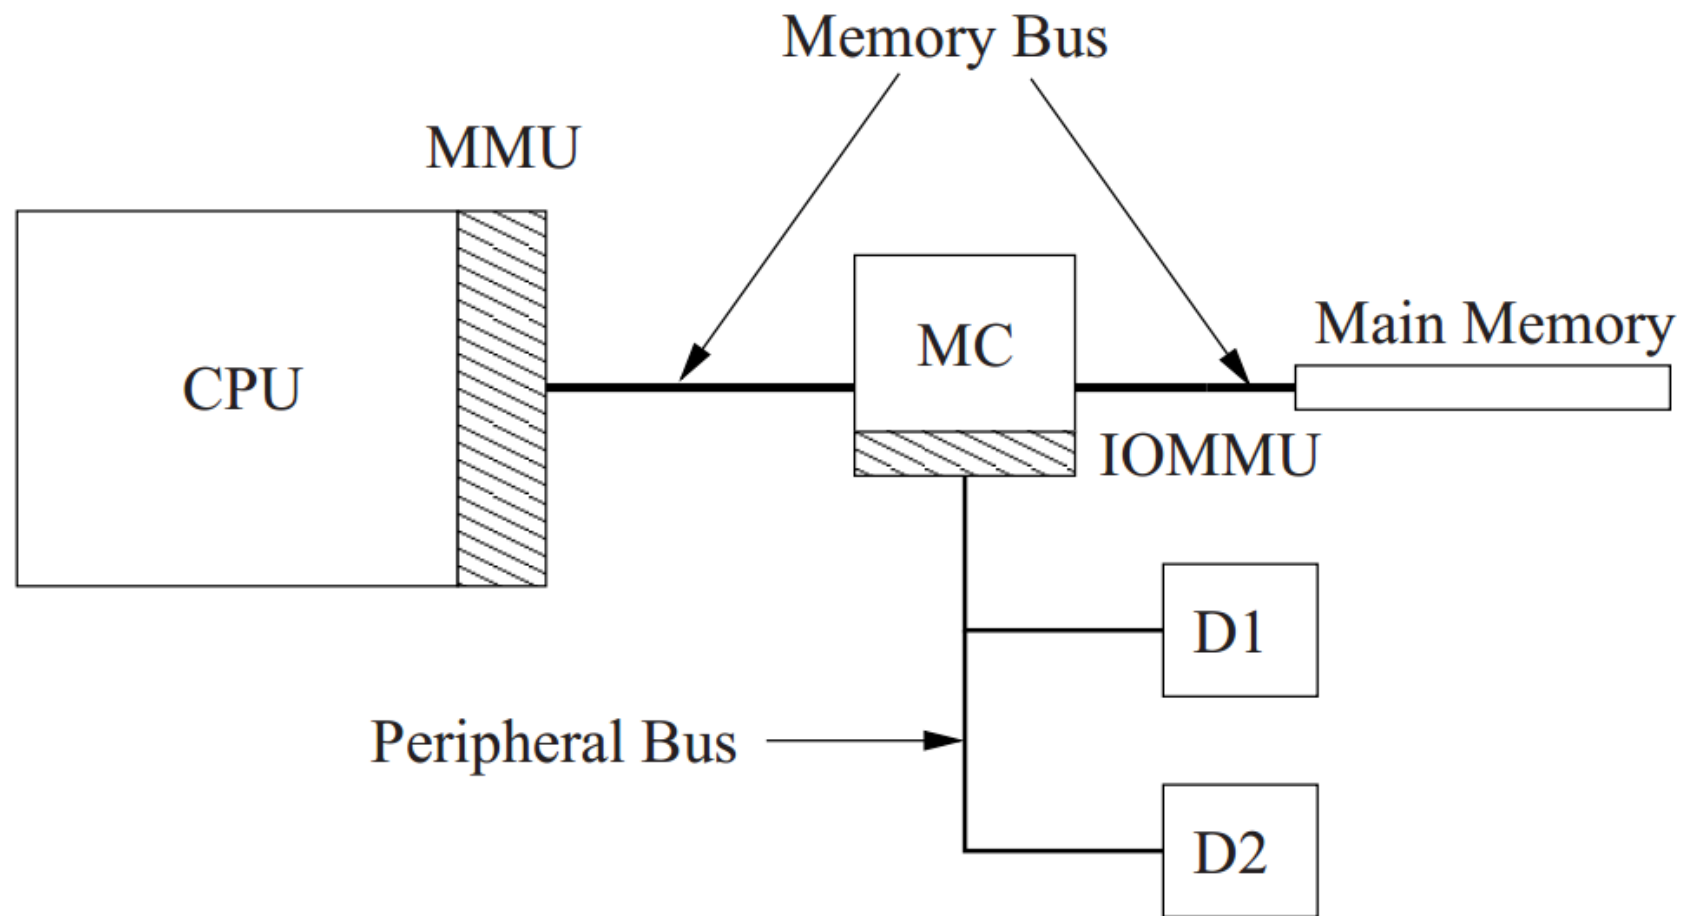 Memory Bus
MMU
Main Memory
MC
CPU
IOMMU
D1
Peripheral Bus
D2